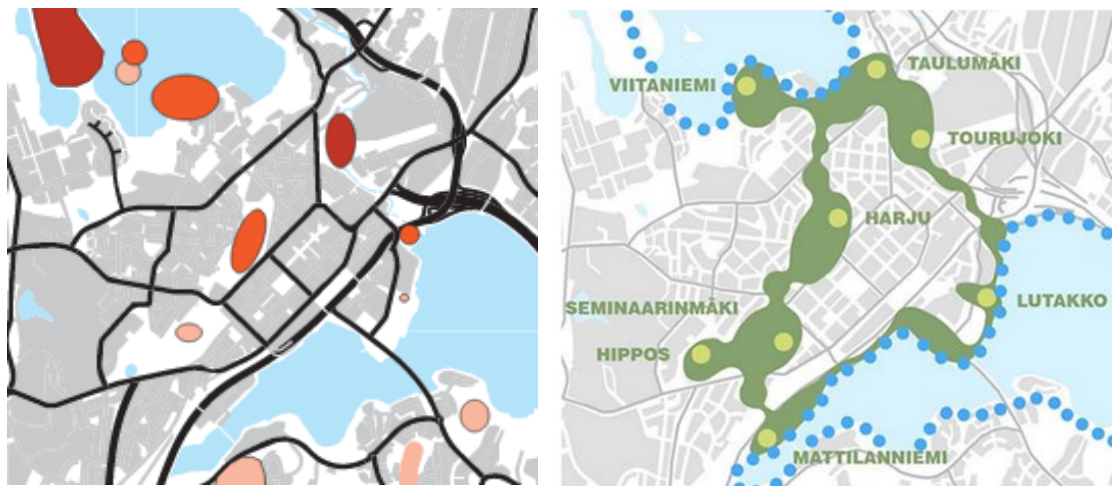 TAULUMÄKI
VIITANIEMI
TOURUJOKI
HARJU
LUTAKKO
SEMINAARINMÄKI
HIPPOS
MATTILANNIEMI